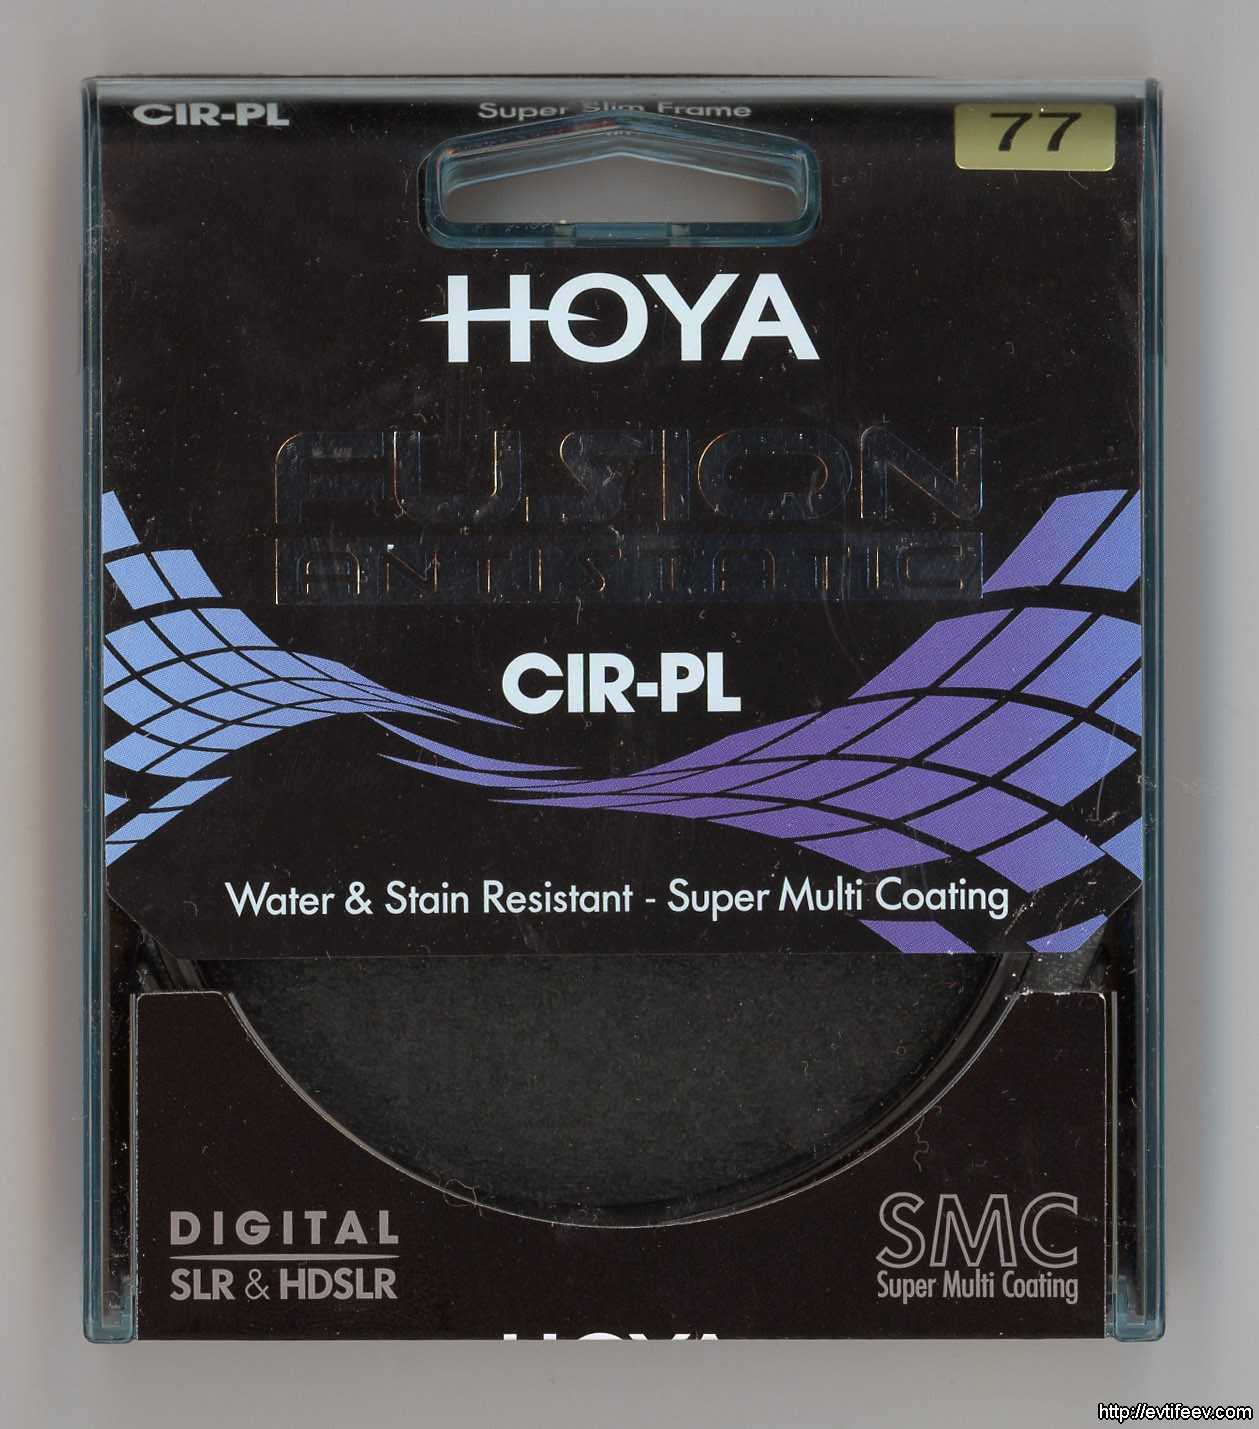 CIR-PL
Super Slim Frame
77
HOYA
FUSION
ANTISTATIC
CIR-PL
Water & Stain Resistant - Super Multi Coating
DIGITAL
SLR & HDSLR
SMC
Super Multi Coating
HOYA
http://evtifeev.com